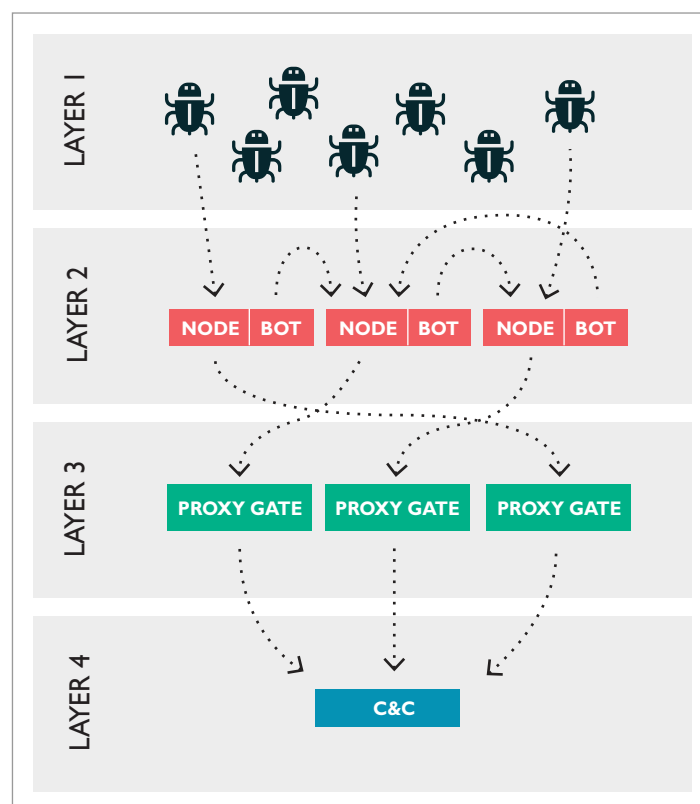 LAYER 1
LAYER 2
NODE BOT NODE BOT NODE BOT
LAYER 3
PROXY GATE PROXY GATE PROXY GATE
LAYER 4
C&C